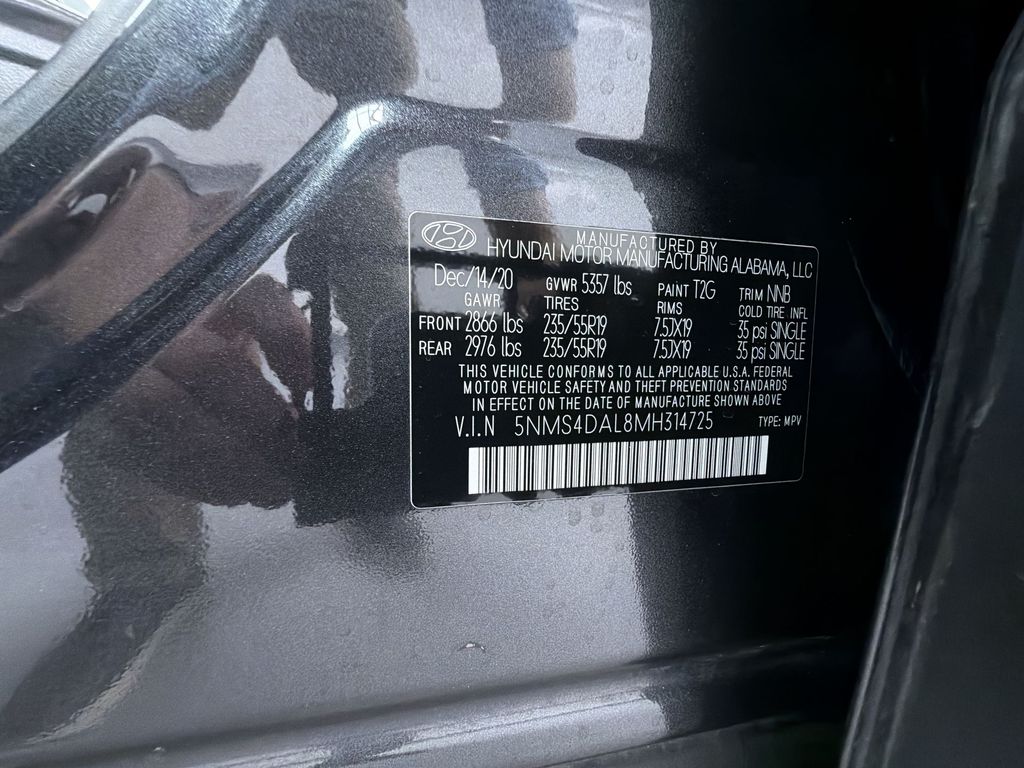 MANUFACTURED BY
HYUNDAI MOTOR MANUFACTURING ALABAMA, LLC
Dec/14/20 GVWR 5357 lbs PAINT T2G TRIM NNB
GAWR TIRES RIMS COLD TIRE INFL
FRONT 2866 lbs 235/55R19 7.5JX19 35 psi SINGLE
REAR 2976 lbs 235/55R19 7.5JX19 35 psi SINGLE
THIS VEHICLE CONFORMS TO ALL APPLICABLE U.S.A. FEDERAL
MOTOR VEHICLE SAFETY AND THEFT PREVENTION STANDARDS
IN EFFECT ON THE DATE OF MANUFACTURE SHOWN ABOVE
V.I.N 5NMS4DAL8MH314725 TYPE: MPV